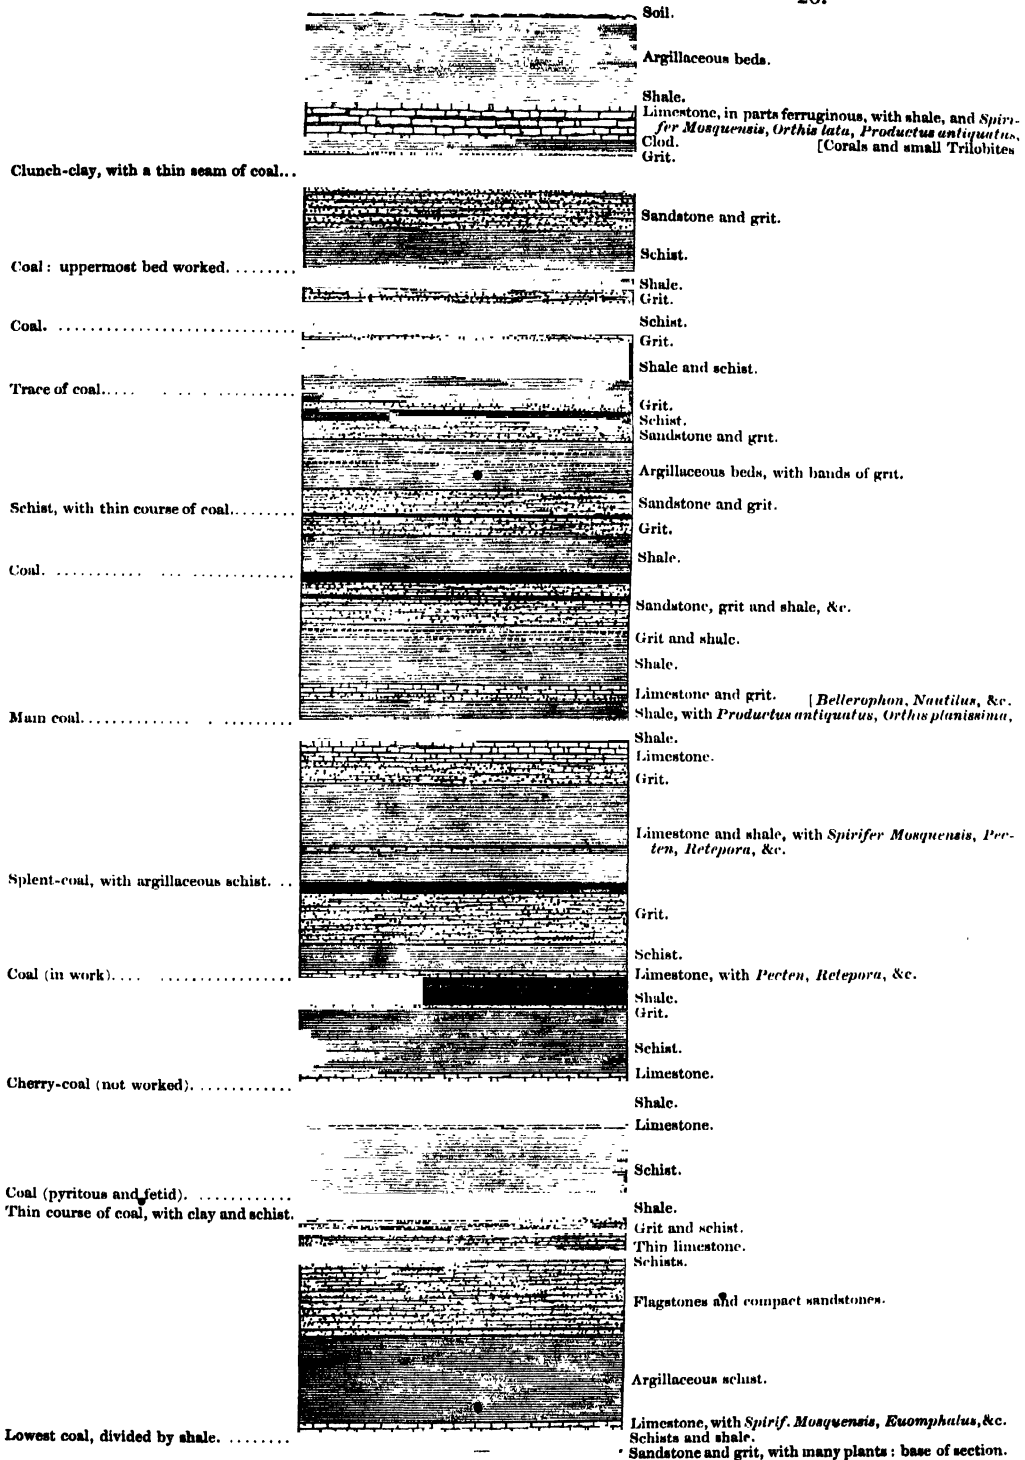 Soil.
Argillaceous beds.
Shale.
Limestone, in parts ferruginous, with shale, and Spiri-
fer Mosquensis, Orthis lata, Productus antiquatus,
Clod. [Corals and small Trilobites
Grit.
Clunch-clay, with a thin seam of coal...
Sandstone and grit.
Schist.
Coal: uppermost bed worked.
Shale.
Grit.
Schist.
Coal.
Grit.
Shale and schist.
Trace of coal.
Grit.
Schist.
Sandstone and grit.
Argillaceous beds, with bands of grit.
Sandstone and grit.
Schist, with thin course of coal.
Grit.
Shale.
Coal.
Sandstone, grit and shale, &c.
Grit and shale.
Shale.
Limestone and grit. [Bellerophon, Nautilus, &c.
Main coal.
Shale, with Productus antiquatus, Orthis planissima,
Shale.
Limestone.
Grit.
Limestone and shale, with Spirifer Mosquensis, Pec-
ten, Retepora, &c.
Splent-coal, with argillaceous schist.
Grit.
Schist.
Coal (in work).
Limestone, with Pecten, Retepora, &c.
Shale.
Grit.
Schist.
Limestone.
Cherry-coal (not worked).
Shale.
Limestone.
Schist.
Coal (pyritous and fetid).
Thin course of coal, with clay and schist.
Shale.
Grit and schist.
Thin limestone.
Schists.
Flagstones and compact sandstones.
Argillaceous schist.
Limestone, with Spirif. Mosquensis, Euomphalus, &c.
Lowest coal, divided by shale.
Schists and shale.
Sandstone and grit, with many plants: base of section.